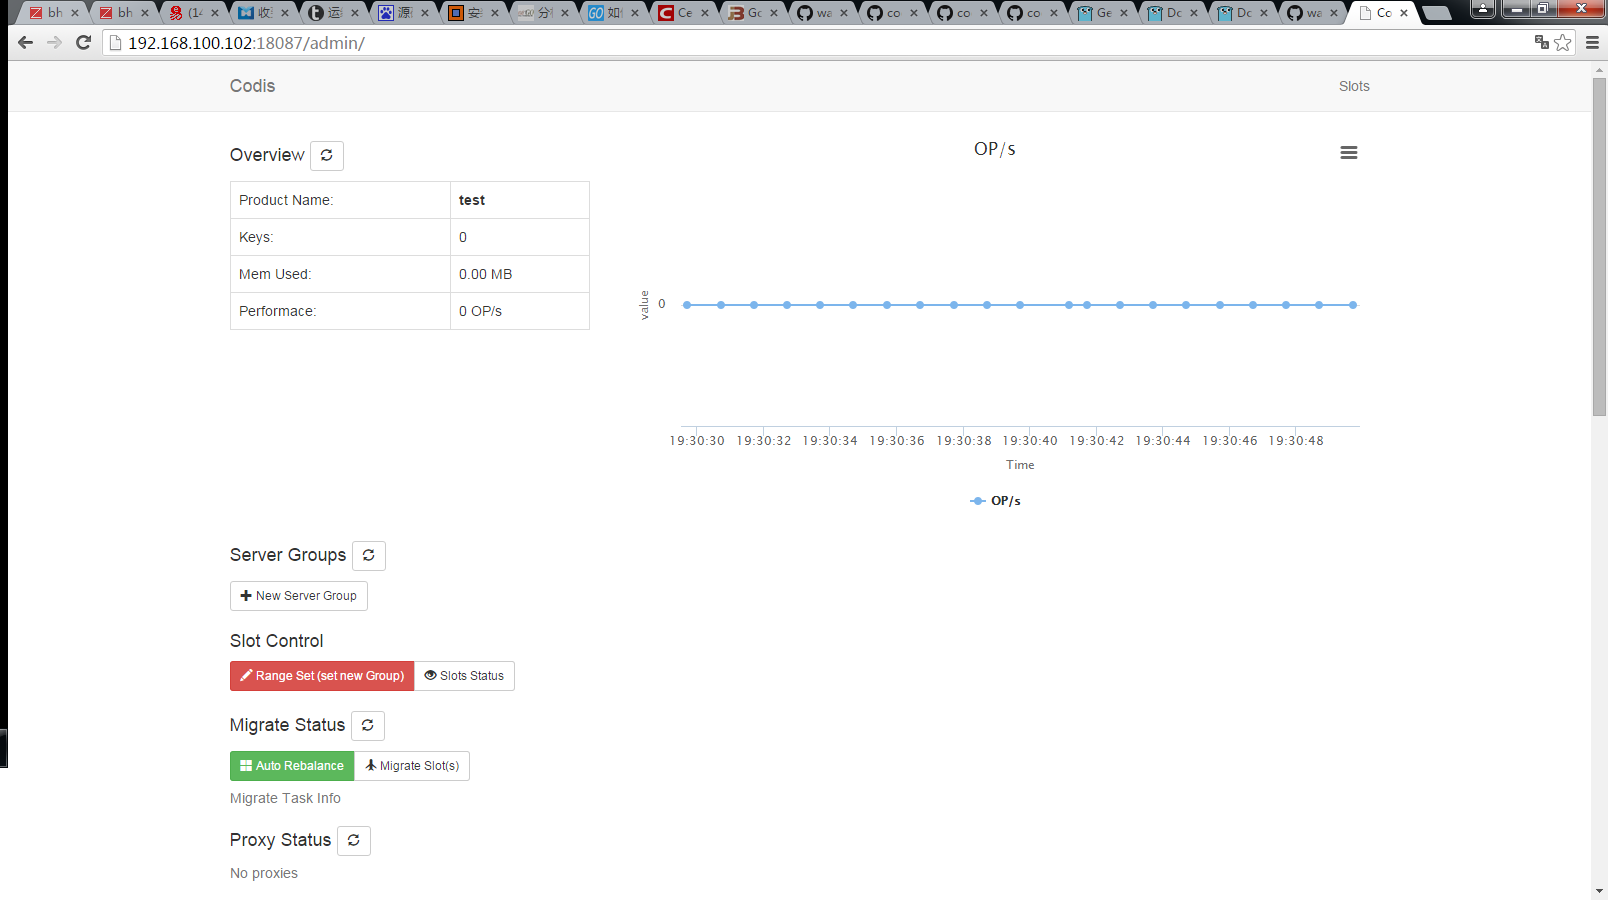 bh bh (14 收 运 源 安 分 如 Ce Gc wa co co co Ge Dc Dc wa Co
192.168.100.102:18087/admin/
Codis Slots
Overview
Product Name: test
Keys: 0
Mem Used: 0.00 MB
Performace: 0 OP/s
OP/s
value
0
19:30:30 19:30:32 19:30:34 19:30:36 19:30:38 19:30:40 19:30:42 19:30:44 19:30:46 19:30:48
Time
OP/s
Server Groups
New Server Group
Slot Control
Range Set (set new Group) Slots Status
Migrate Status
Auto Rebalance Migrate Slot(s)
Migrate Task Info
Proxy Status
No proxies